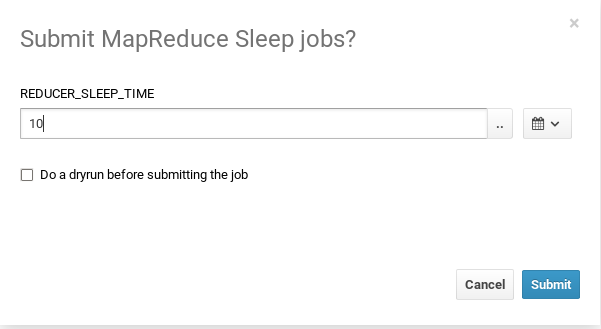 Submit MapReduce Sleep jobs?
×
REDUCER_SLEEP_TIME
10
..
Do a dryrun before submitting the job
Cancel
Submit